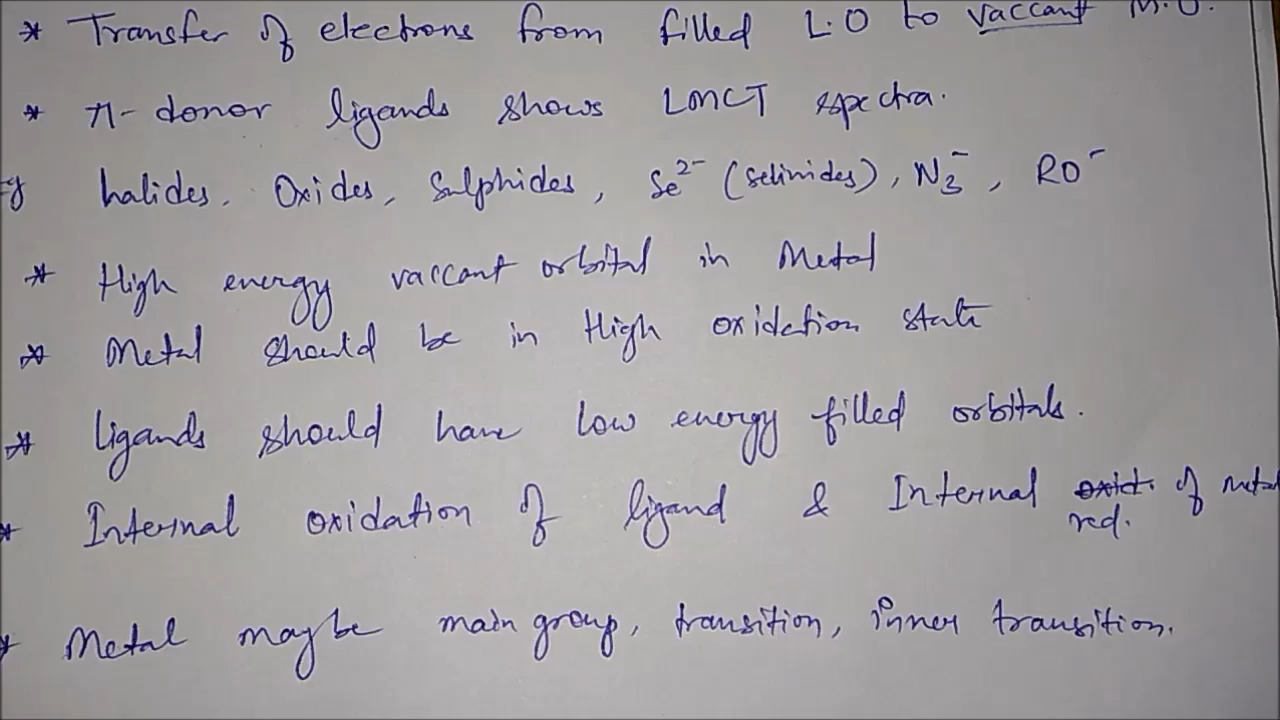 * Transfer of electrons from filled L.O to vaccant M.O.
* π-donor ligands shows LMCT spectra.
halides, Oxides, Sulphides, Se²⁻ (Selinides), N₃⁻, RO⁻
* High energy vaccant orbital in Metal
* Metal should be in High oxidation state
* ligands should have low energy filled orbitals.
* Internal oxidation of ligand & Internal oxid. of metal
red.
* Metal maybe main group, transition, inner transition.